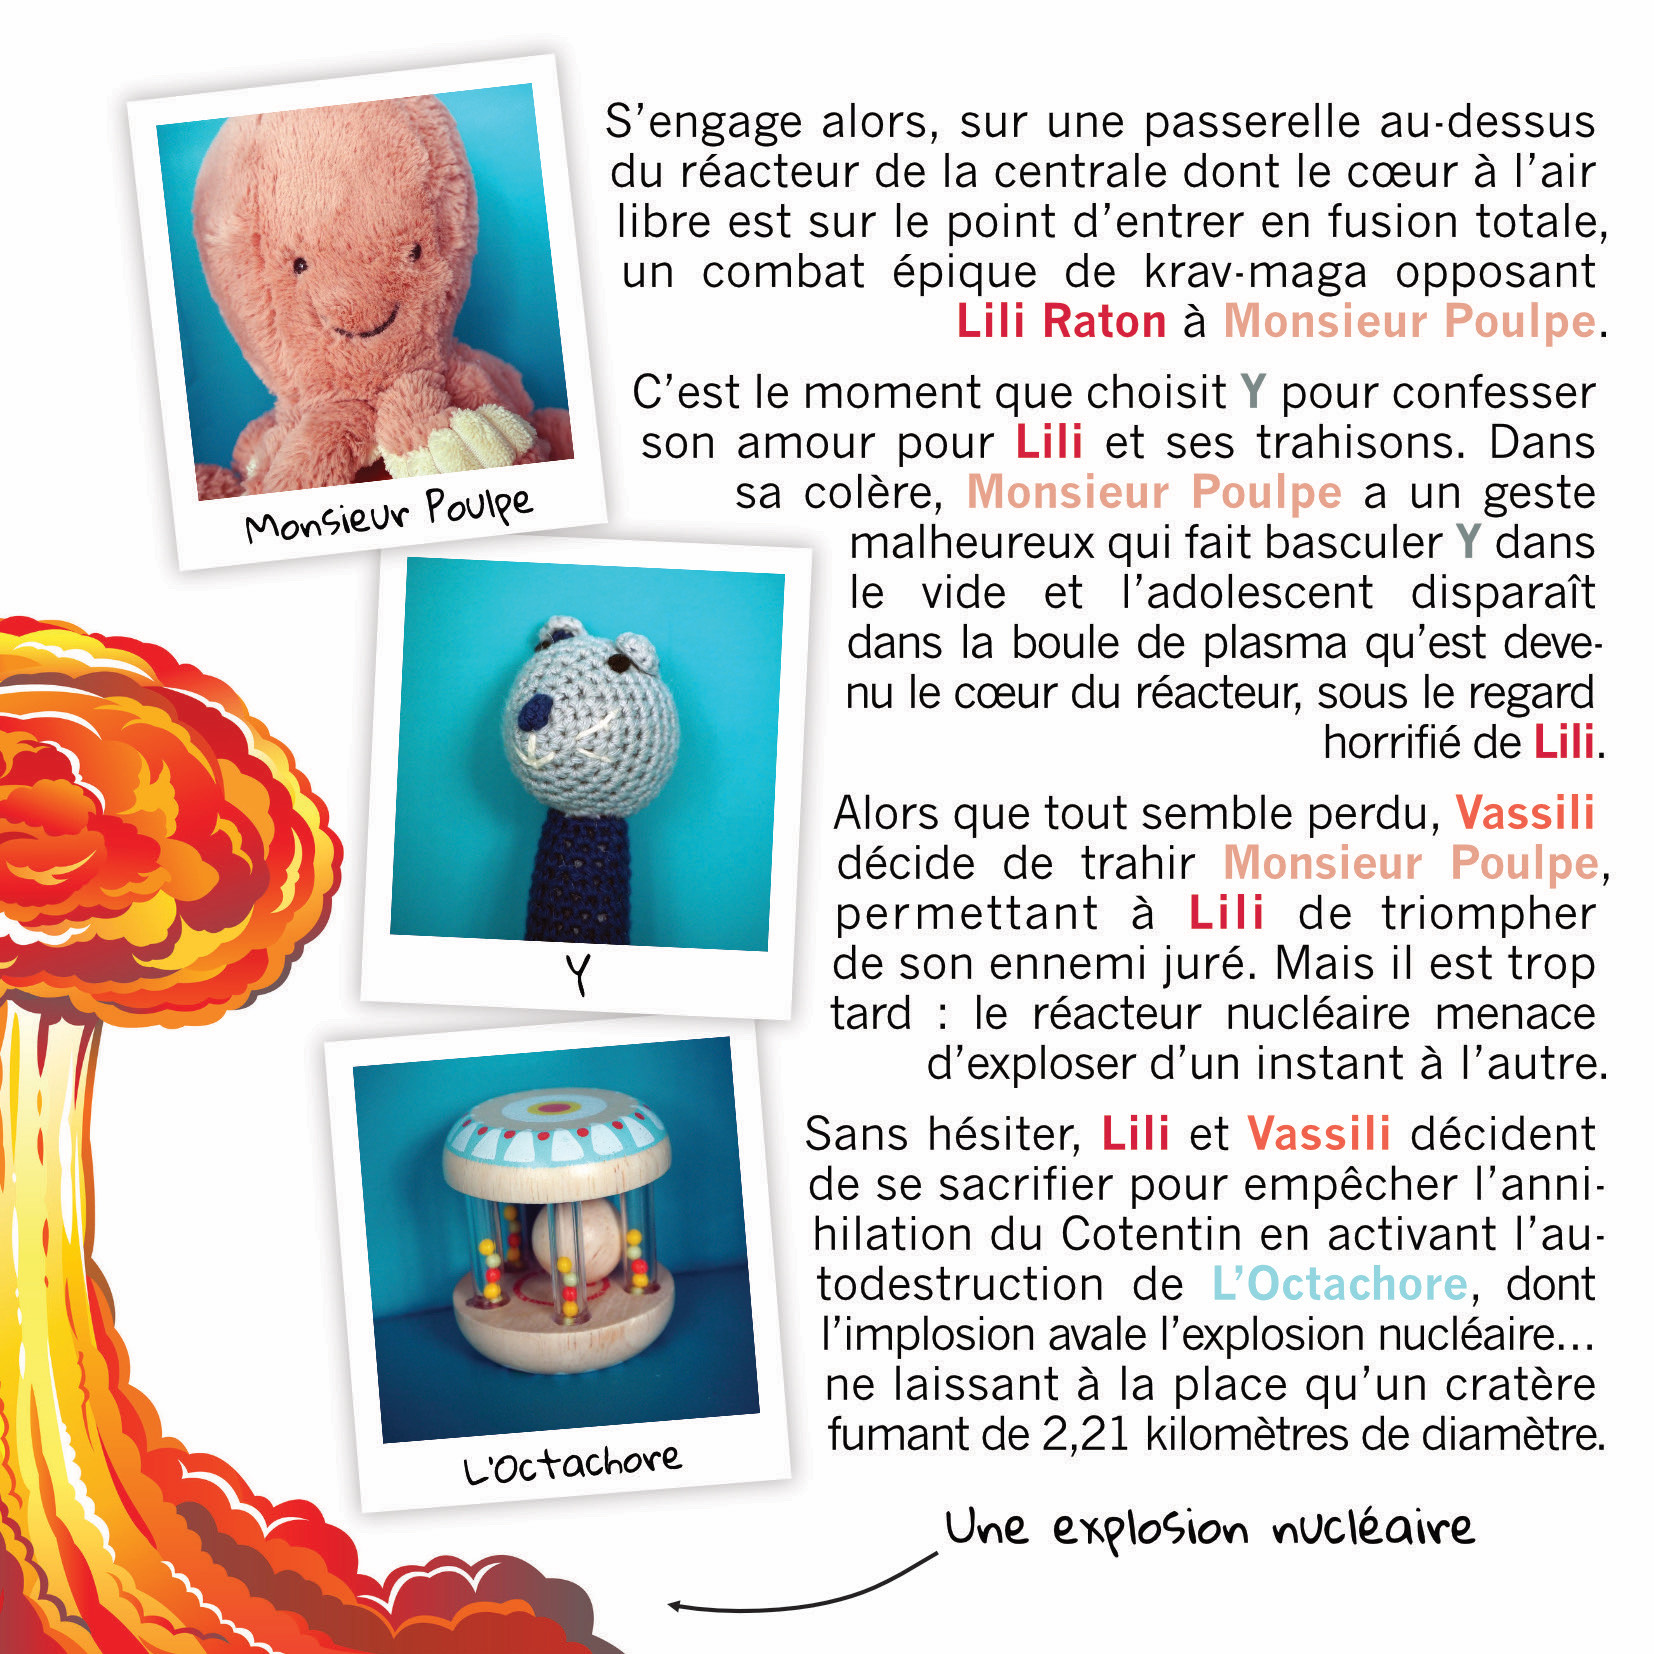 S’engage alors, sur une passerelle au-dessus
du réacteur de la centrale dont le cœur à l’air
libre est sur le point d’entrer en fusion totale,
un combat épique de krav-maga opposant
Lili Raton à Monsieur Poulpe.
Monsieur Poulpe
C’est le moment que choisit Y pour confesser
son amour pour Lili et ses trahisons. Dans
sa colère, Monsieur Poulpe a un geste
malheureux qui fait basculer Y dans
le vide et l’adolescent disparaît
dans la boule de plasma qu’est deve-
nu le cœur du réacteur, sous le regard
horrifié de Lili.
Y
Alors que tout semble perdu, Vassili
décide de trahir Monsieur Poulpe,
permettant à Lili de triompher
de son ennemi juré. Mais il est trop
tard : le réacteur nucléaire menace
d’exploser d’un instant à l’autre.
Sans hésiter, Lili et Vassili décident
de se sacrifier pour empêcher l’anni-
hilation du Cotentin en activant l’au-
todestruction de L’Octachore, dont
l’implosion avale l’explosion nucléaire...
ne laissant à la place qu’un cratère
fumant de 2,21 kilomètres de diamètre.
L'Octachore
Une explosion nucléaire